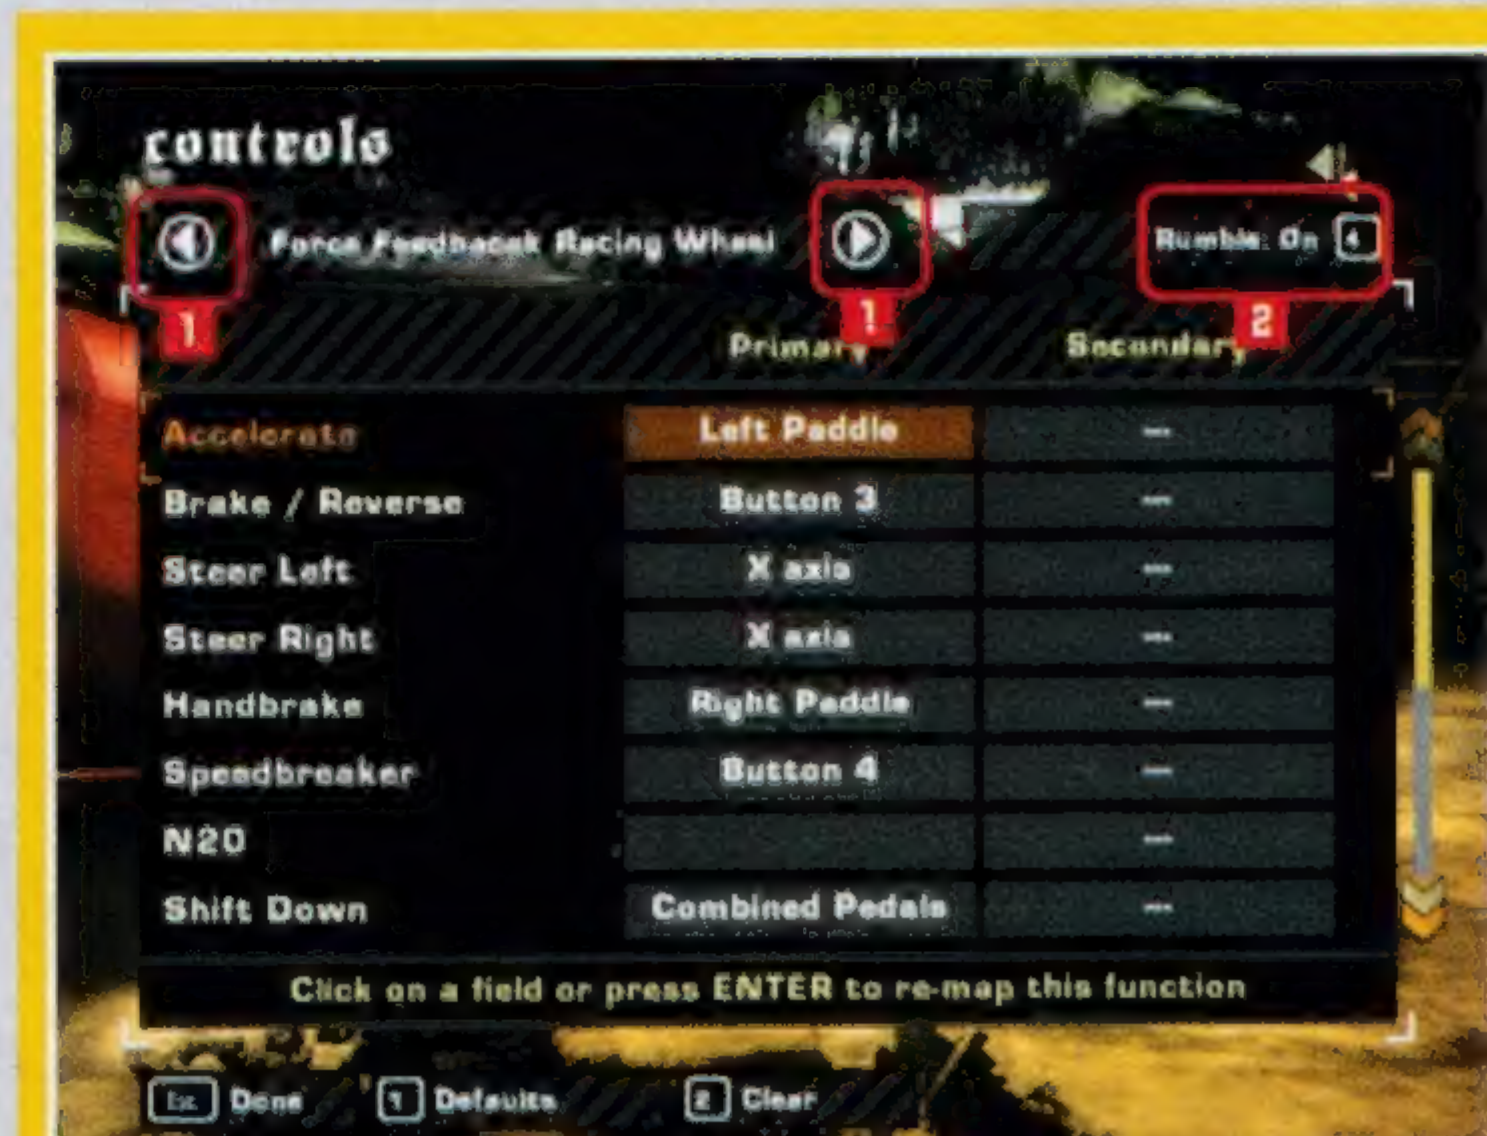 controls
Force Feedback Racing Wheel
Rumble: On 4
1
1
2
Primary
Secondary
Accelerate
Left Paddle
---
Brake / Reverse
Button 3
---
Steer Left
X axis
---
Steer Right
X axis
---
Handbrake
Right Paddle
---
Speedbreaker
Button 4
---
N20
---
Shift Down
Combined Pedals
---
Click on a field or press ENTER to re-map this function
Esc Done
1 Defaults
2 Clear